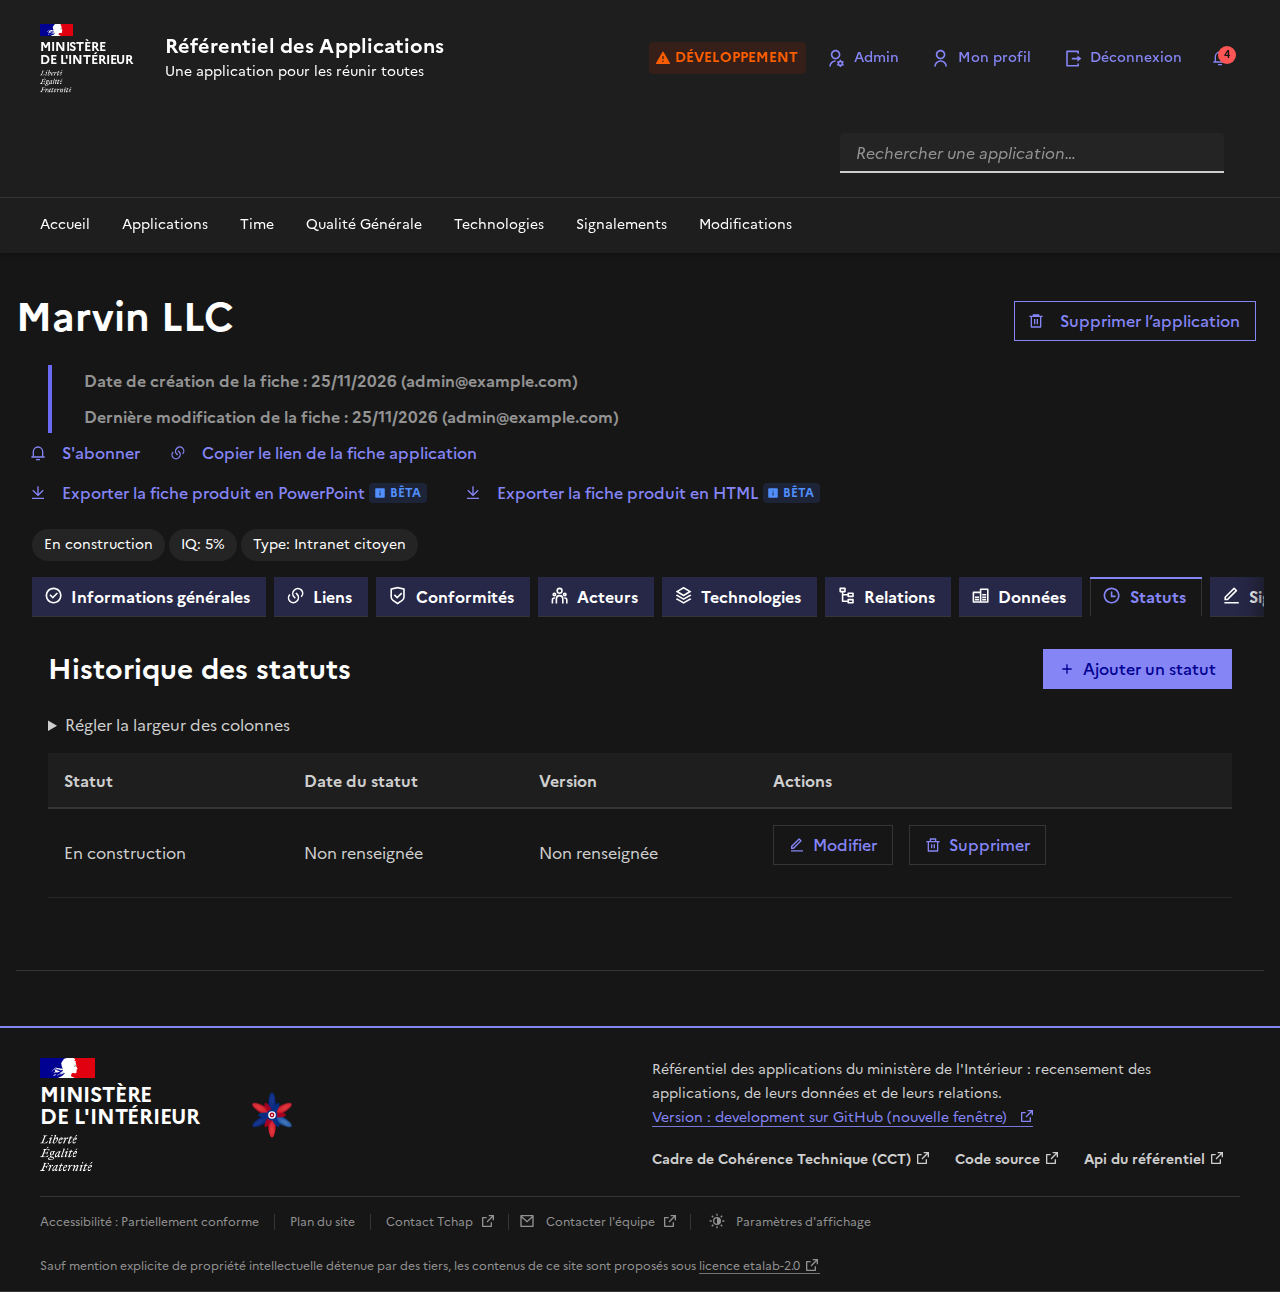 MINISTÈRE
DE L'INTÉRIEUR
Liberté
Égalité
Fraternité
Référentiel des Applications
Une application pour les réunir toutes
DÉVELOPPEMENT
Admin
Mon profil
Déconnexion
4
Rechercher une application…
Accueil
Applications
Time
Qualité Générale
Technologies
Signalements
Modifications
Marvin LLC
Supprimer l’application
Date de création de la fiche : 25/11/2026 (admin@example.com)
Dernière modification de la fiche : 25/11/2026 (admin@example.com)
S'abonner
Copier le lien de la fiche application
Exporter la fiche produit en PowerPoint BÊTA
Exporter la fiche produit en HTML BÊTA
En construction
IQ: 5%
Type: Intranet citoyen
Informations générales
Liens
Conformités
Acteurs
Technologies
Relations
Données
Statuts
Historique des statuts
Ajouter un statut
Régler la largeur des colonnes
Statut Date du statut Version Actions
En construction Non renseignée Non renseignée Modifier Supprimer
MINISTÈRE
DE L'INTÉRIEUR
Liberté
Égalité
Fraternité
Référentiel des applications du ministère de l'Intérieur : recensement des
applications, de leurs données et de leurs relations.
Version : development sur GitHub (nouvelle fenêtre)
Cadre de Cohérence Technique (CCT)
Code source
Api du référentiel
Accessibilité : Partiellement conforme
Plan du site
Contact Tchap
Contacter l'équipe
Paramètres d'affichage
Sauf mention explicite de propriété intellectuelle détenue par des tiers, les contenus de ce site sont proposés sous licence etalab-2.0